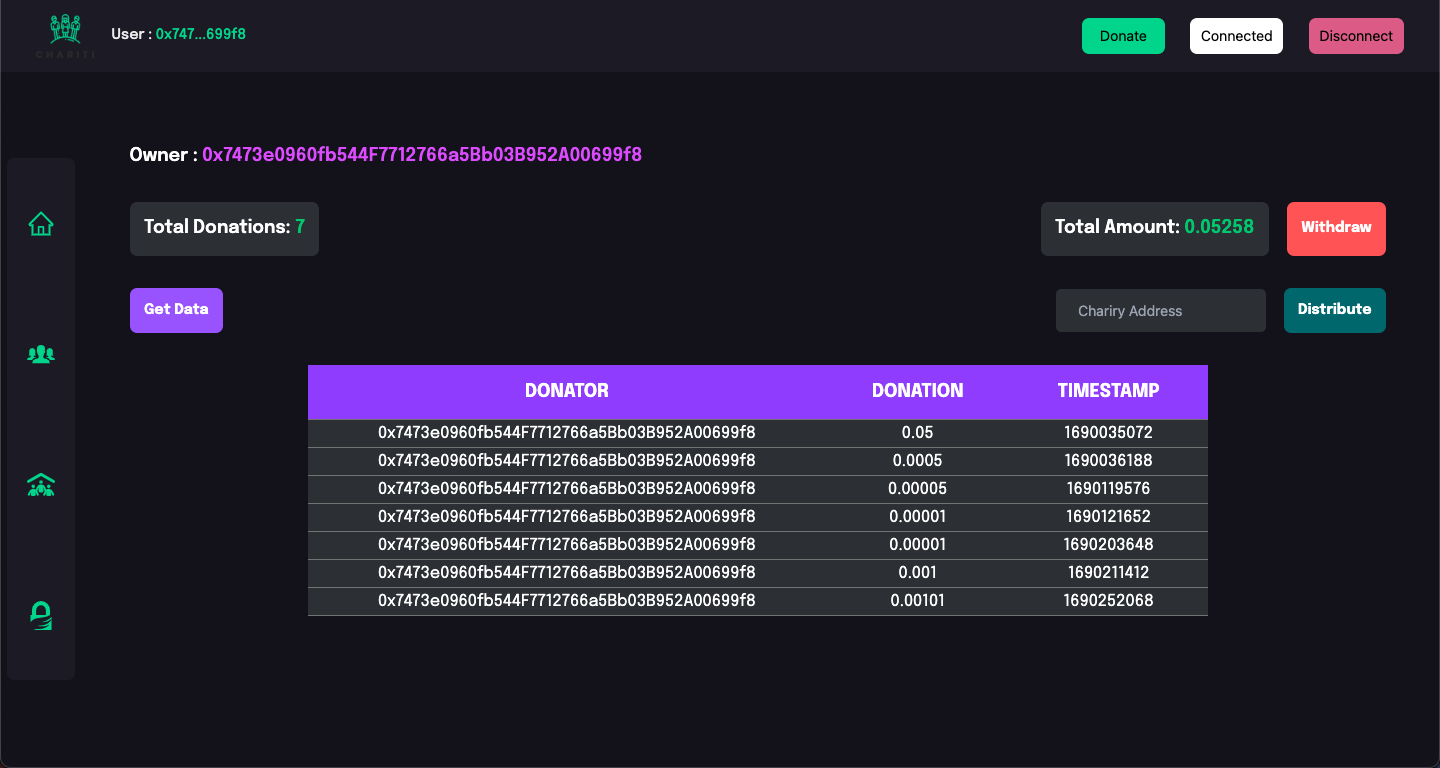 CHARITI
User : 0x747...699f8
Donate
Connected
Disconnect
Owner : 0x7473e0960fb544F7712766a5Bb03B952A00699f8
Total Donations: 7
Total Amount: 0.05258
Withdraw
Get Data
Chariry Address
Distribute
DONATOR DONATION TIMESTAMP
0x7473e0960fb544F7712766a5Bb03B952A00699f8 0.05 1690035072
0x7473e0960fb544F7712766a5Bb03B952A00699f8 0.0005 1690036188
0x7473e0960fb544F7712766a5Bb03B952A00699f8 0.00005 1690119576
0x7473e0960fb544F7712766a5Bb03B952A00699f8 0.00001 1690121652
0x7473e0960fb544F7712766a5Bb03B952A00699f8 0.00001 1690203648
0x7473e0960fb544F7712766a5Bb03B952A00699f8 0.001 1690211412
0x7473e0960fb544F7712766a5Bb03B952A00699f8 0.00101 1690252068